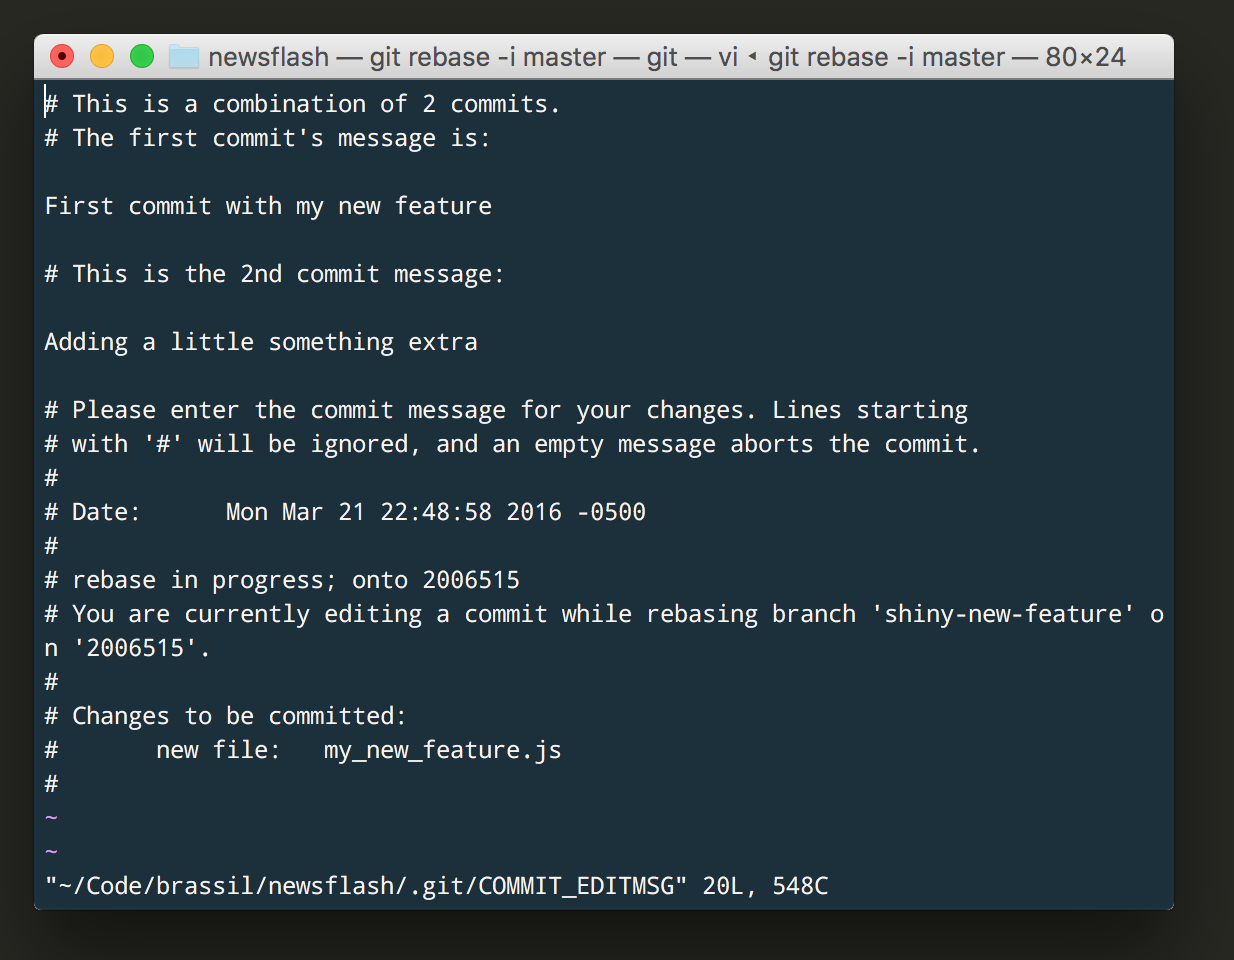 newsflash — git rebase -i master — git — vi ◂ git rebase -i master — 80×24
# This is a combination of 2 commits.
# The first commit's message is:
First commit with my new feature
# This is the 2nd commit message:
Adding a little something extra
# Please enter the commit message for your changes. Lines starting
# with '#' will be ignored, and an empty message aborts the commit.
#
# Date:      Mon Mar 21 22:48:58 2016 -0500
#
# rebase in progress; onto 2006515
# You are currently editing a commit while rebasing branch 'shiny-new-feature' o
n '2006515'.
#
# Changes to be committed:
#       new file:   my_new_feature.js
#
~
~
"~/Code/brassil/newsflash/.git/COMMIT_EDITMSG" 20L, 548C